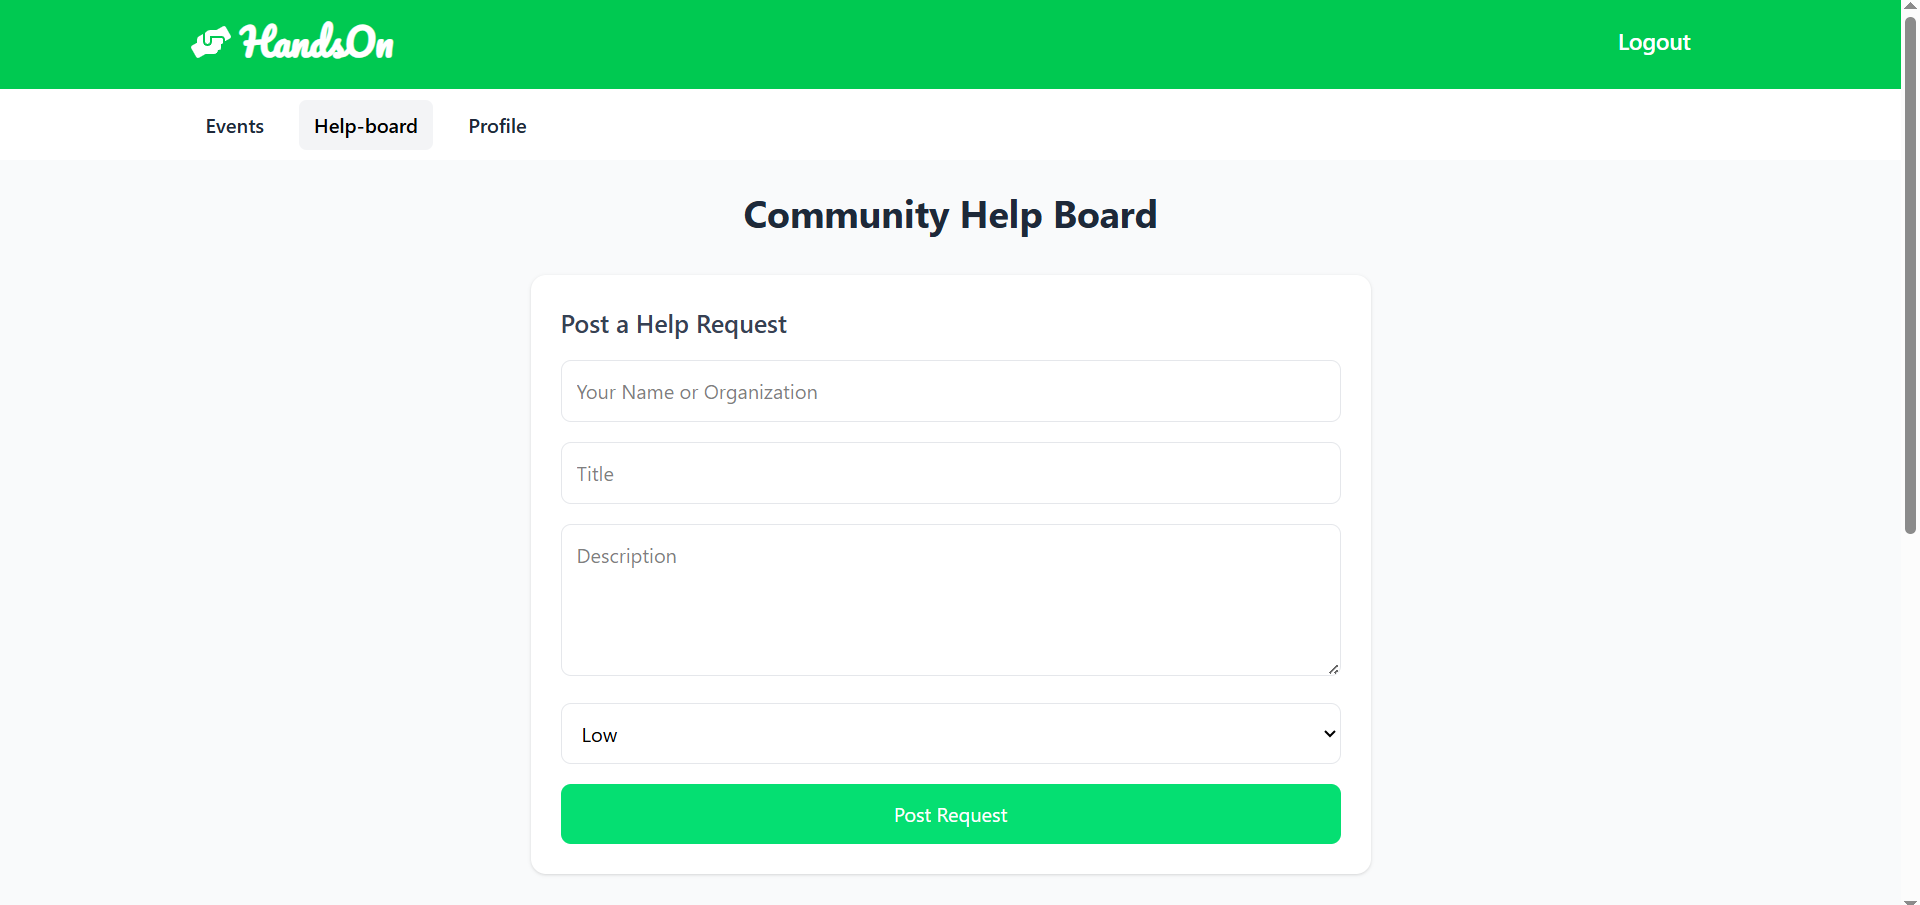 HandsOn
Logout
Events
Help-board
Profile
Community Help Board
Post a Help Request
Your Name or Organization
Title
Description
Low
Post Request